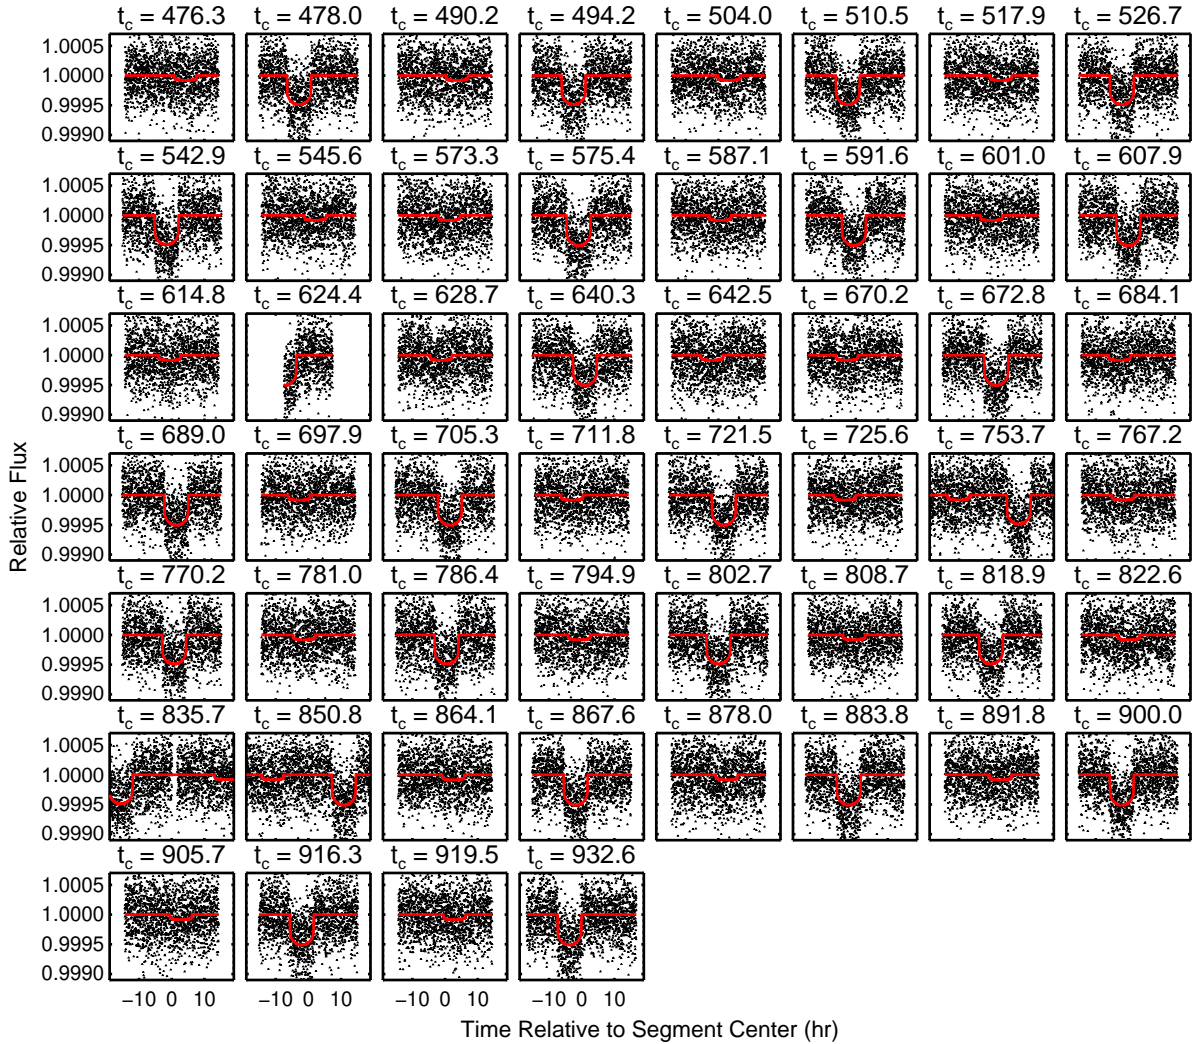 t_c = 476.3 t_c = 478.0 t_c = 490.2 t_c = 494.2 t_c = 504.0 t_c = 510.5 t_c = 517.9 t_c = 526.7
1.0005
1.0000
0.9995
0.9990
t_c = 542.9 t_c = 545.6 t_c = 573.3 t_c = 575.4 t_c = 587.1 t_c = 591.6 t_c = 601.0 t_c = 607.9
1.0005
1.0000
0.9995
0.9990
t_c = 614.8 t_c = 624.4 t_c = 628.7 t_c = 640.3 t_c = 642.5 t_c = 670.2 t_c = 672.8 t_c = 684.1
1.0005
1.0000
0.9995
0.9990
t_c = 689.0 t_c = 697.9 t_c = 705.3 t_c = 711.8 t_c = 721.5 t_c = 725.6 t_c = 753.7 t_c = 767.2
1.0005
1.0000
0.9995
0.9990
Relative Flux
t_c = 770.2 t_c = 781.0 t_c = 786.4 t_c = 794.9 t_c = 802.7 t_c = 808.7 t_c = 818.9 t_c = 822.6
1.0005
1.0000
0.9995
0.9990
t_c = 835.7 t_c = 850.8 t_c = 864.1 t_c = 867.6 t_c = 878.0 t_c = 883.8 t_c = 891.8 t_c = 900.0
1.0005
1.0000
0.9995
0.9990
t_c = 905.7 t_c = 916.3 t_c = 919.5 t_c = 932.6
1.0005
1.0000
0.9995
0.9990
−10 0 10 −10 0 10 −10 0 10 −10 0 10
Time Relative to Segment Center (hr)